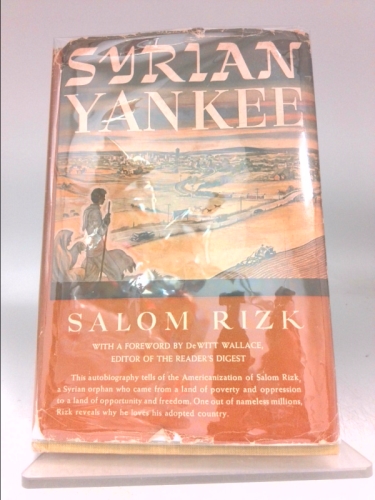 SYRIAN
YANKEE
SALOM RIZK
WITH A FOREWORD BY DeWITT WALLACE,
EDITOR OF THE READER'S DIGEST
This autobiography tells of the Americanization of Salom Rizk,
a Syrian orphan who came from a land of poverty and oppression
to a land of opportunity and freedom. One out of nameless millions,
Rizk reveals why he loves his adopted country.